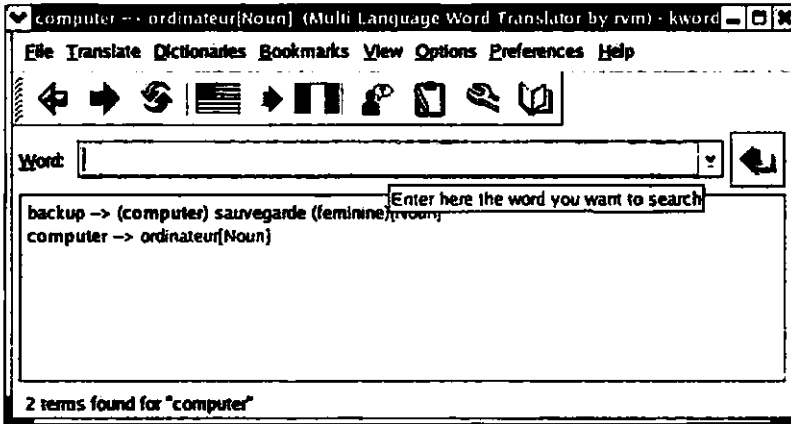 computer -> ordinateur[Noun] (Multi Language Word Translator by rvm) - kword
File Translate Dictionaries Bookmarks View Options Preferences Help
Word:
Enter here the word you want to search
backup -> (computer) sauvegarde (feminine)[Noun]
computer -> ordinateur[Noun]
2 terms found for "computer"